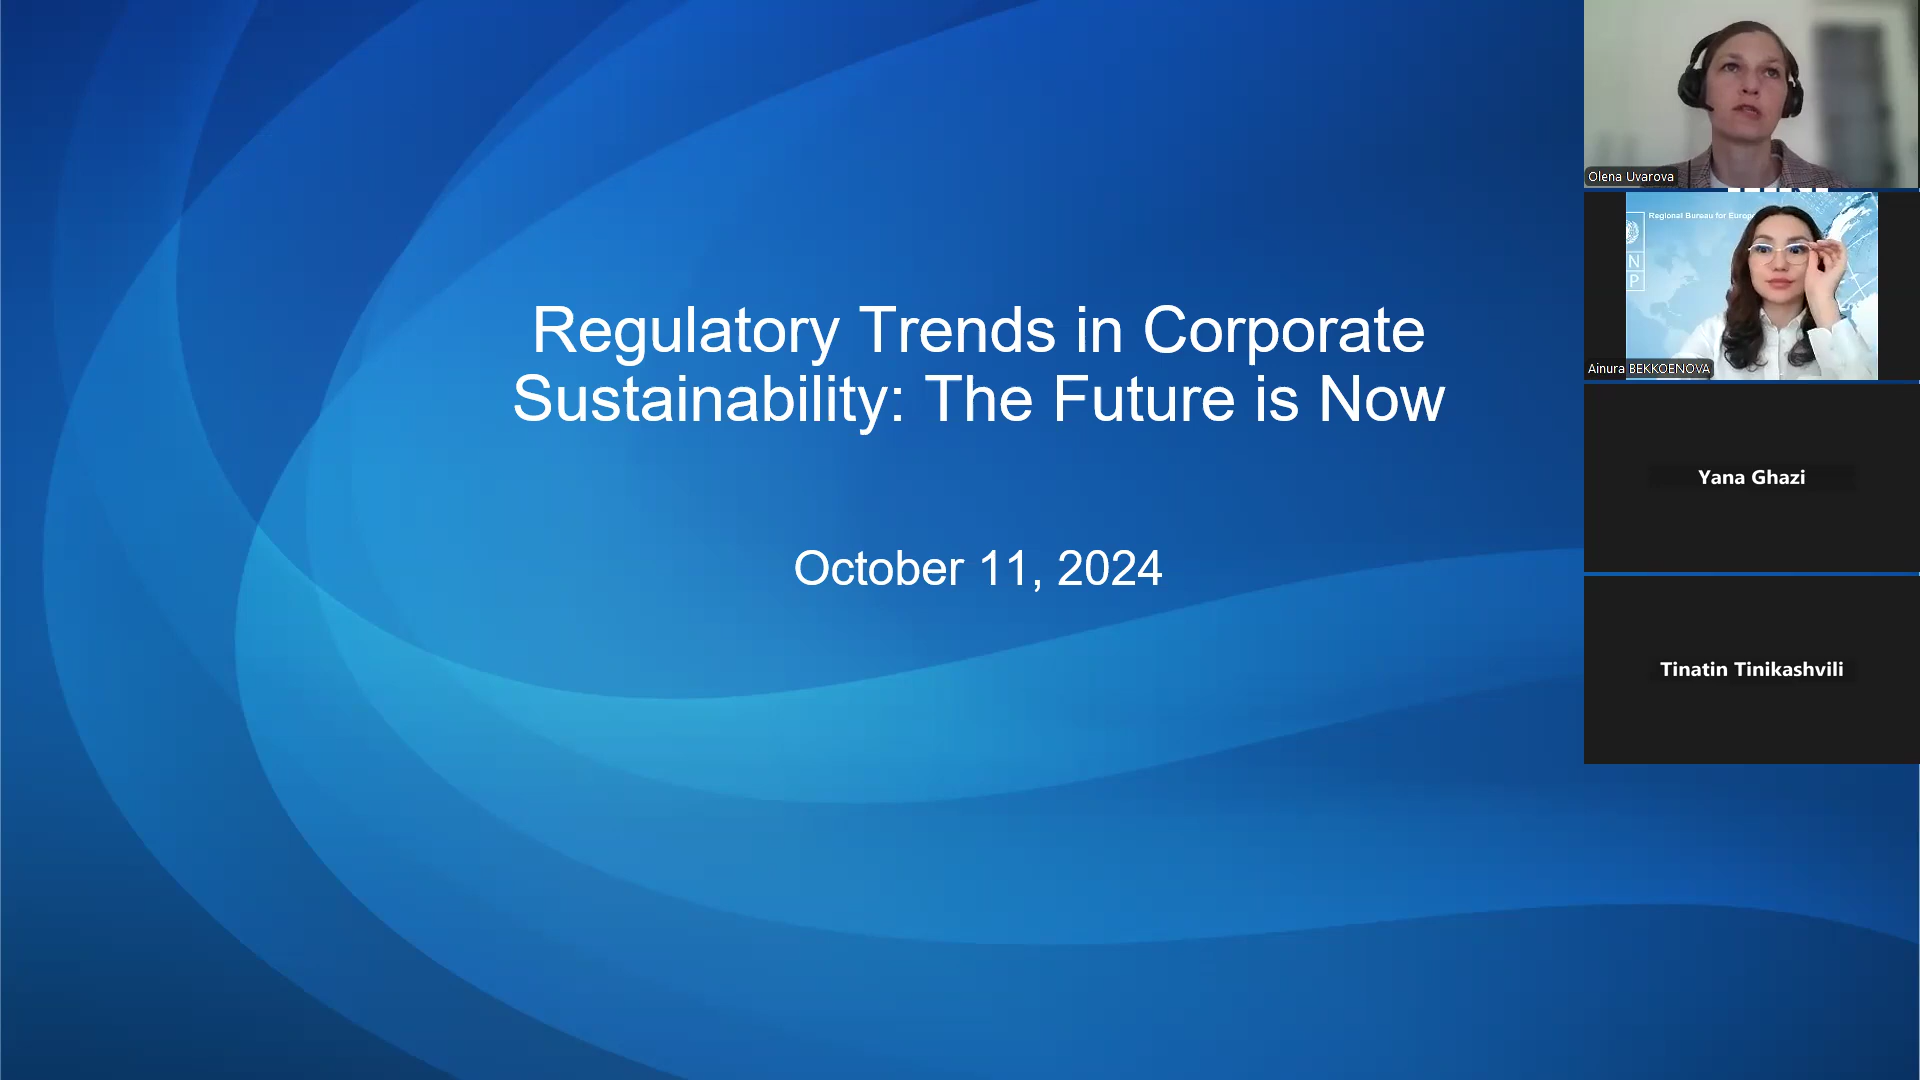 Regulatory Trends in Corporate
Sustainability: The Future is Now
October 11, 2024
Olena Uvarova
Regional Bureau for Europ
N
P
Ainura BEKKOENOVA
Yana Ghazi
Tinatin Tinikashvili